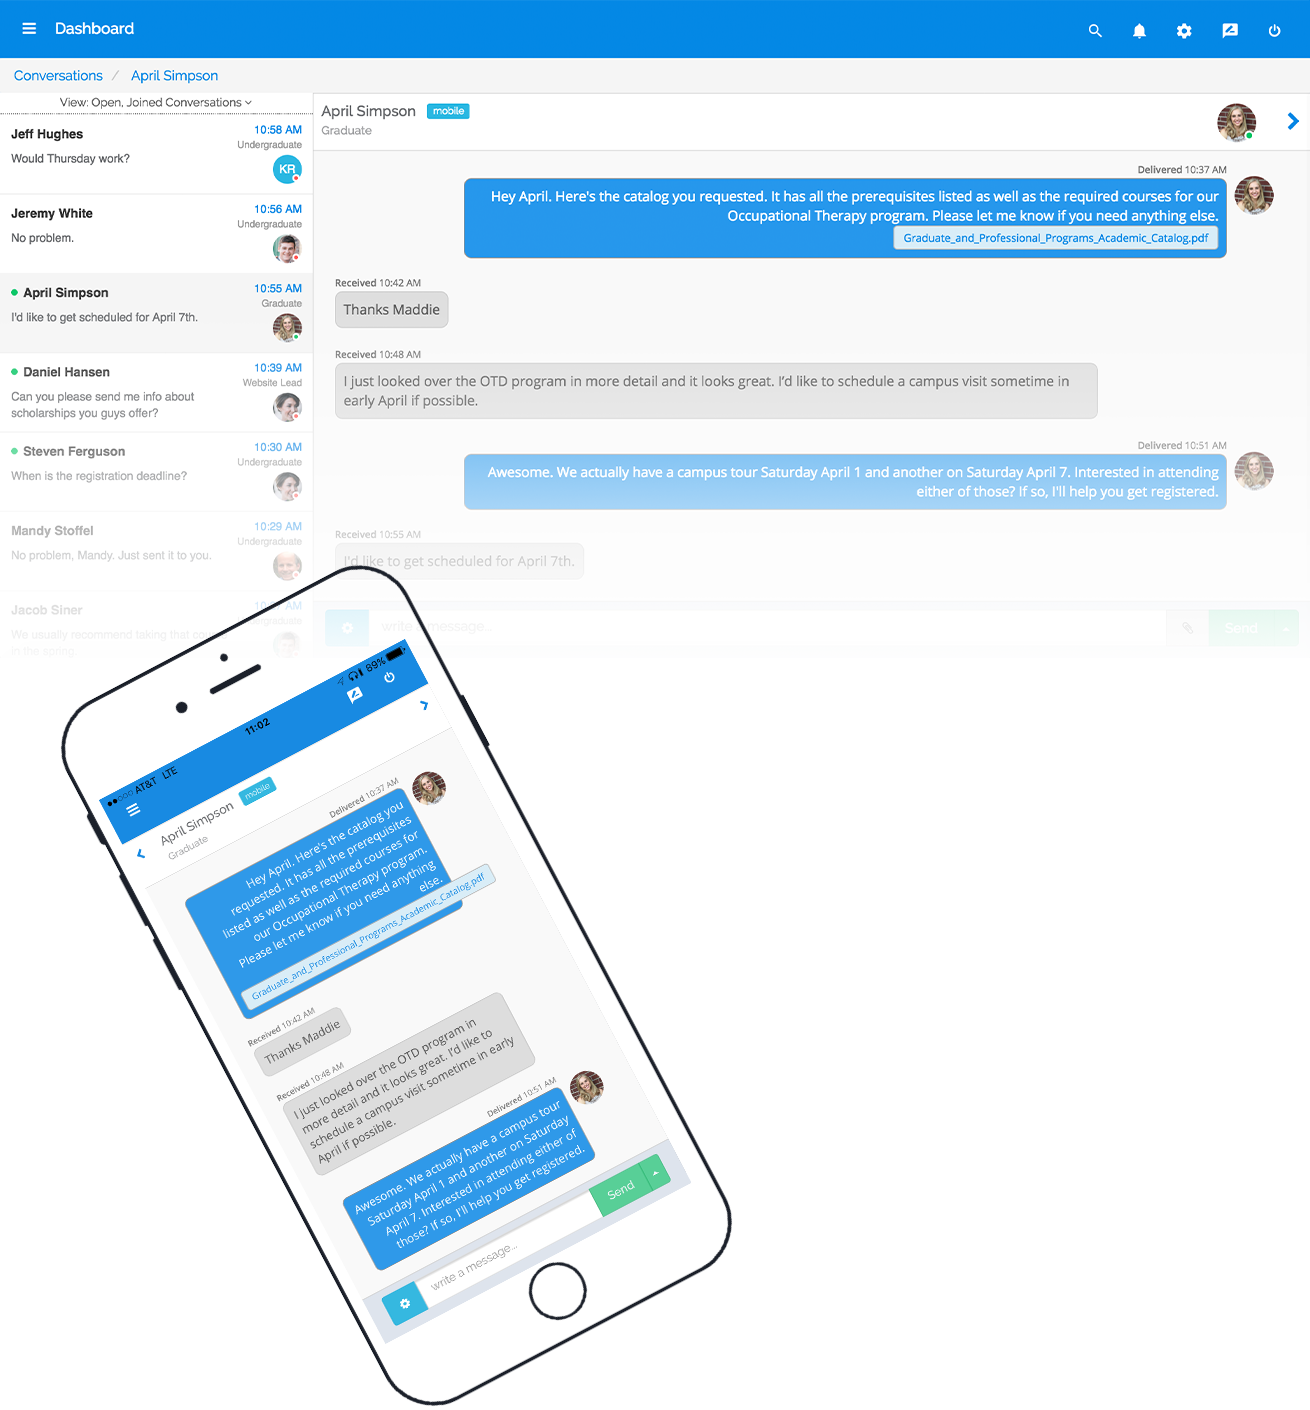 Dashboard
Conversations / April Simpson
View: Open, Joined Conversations
Jeff Hughes
10:58 AM
Undergraduate
Would Thursday work?
KR
Jeremy White
10:56 AM
Undergraduate
No problem.
April Simpson
10:55 AM
Graduate
I'd like to get scheduled for April 7th.
Daniel Hansen
10:39 AM
Website Lead
Can you please send me info about
scholarships you guys offer?
Steven Ferguson
10:30 AM
Undergraduate
When is the registration deadline?
Mandy Stoffel
10:29 AM
Undergraduate
No problem, Mandy. Just sent it to you.
Jacob Siner
AM
Undergraduate
We usually recommend taking that
in the spring.
April Simpson mobile
Graduate
Delivered 10:37 AM
Hey April. Here's the catalog you requested. It has all the prerequisites listed as well as the required courses for our
Occupational Therapy program. Please let me know if you need anything else.
Graduate_and_Professional_Programs_Academic_Catalog.pdf
Received 10:42 AM
Thanks Maddie
Received 10:48 AM
I just looked over the OTD program in more detail and it looks great. I'd like to schedule a campus visit sometime in
early April if possible.
Delivered 10:51 AM
Awesome. We actually have a campus tour Saturday April 1 and another on Saturday April 7. Interested in attending
either of those? If so, I'll help you get registered.
Received 10:55 AM
I'd like to get scheduled for April 7th.
write a message...
Send
AT&T LTE
11:02
89%
April Simpson mobile
Graduate
Delivered 10:37 AM
Hey April. Here's the catalog you
requested. It has all the prerequisites
listed as well as the required courses for
our Occupational Therapy program.
Please let me know if you need anything
else.
Graduate_and_Professional_Programs_Academic_Catalog.pdf
Received 10:42 AM
Thanks Maddie
Received 10:48 AM
I just looked over the OTD program in
more detail and it looks great. I'd like to
schedule a campus visit sometime in early
April if possible.
Delivered 10:51 AM
Awesome. We actually have a campus tour
Saturday April 1 and another on Saturday
April 7. Interested in attending either of
those? If so, I'll help you get registered.
write a message...
Send